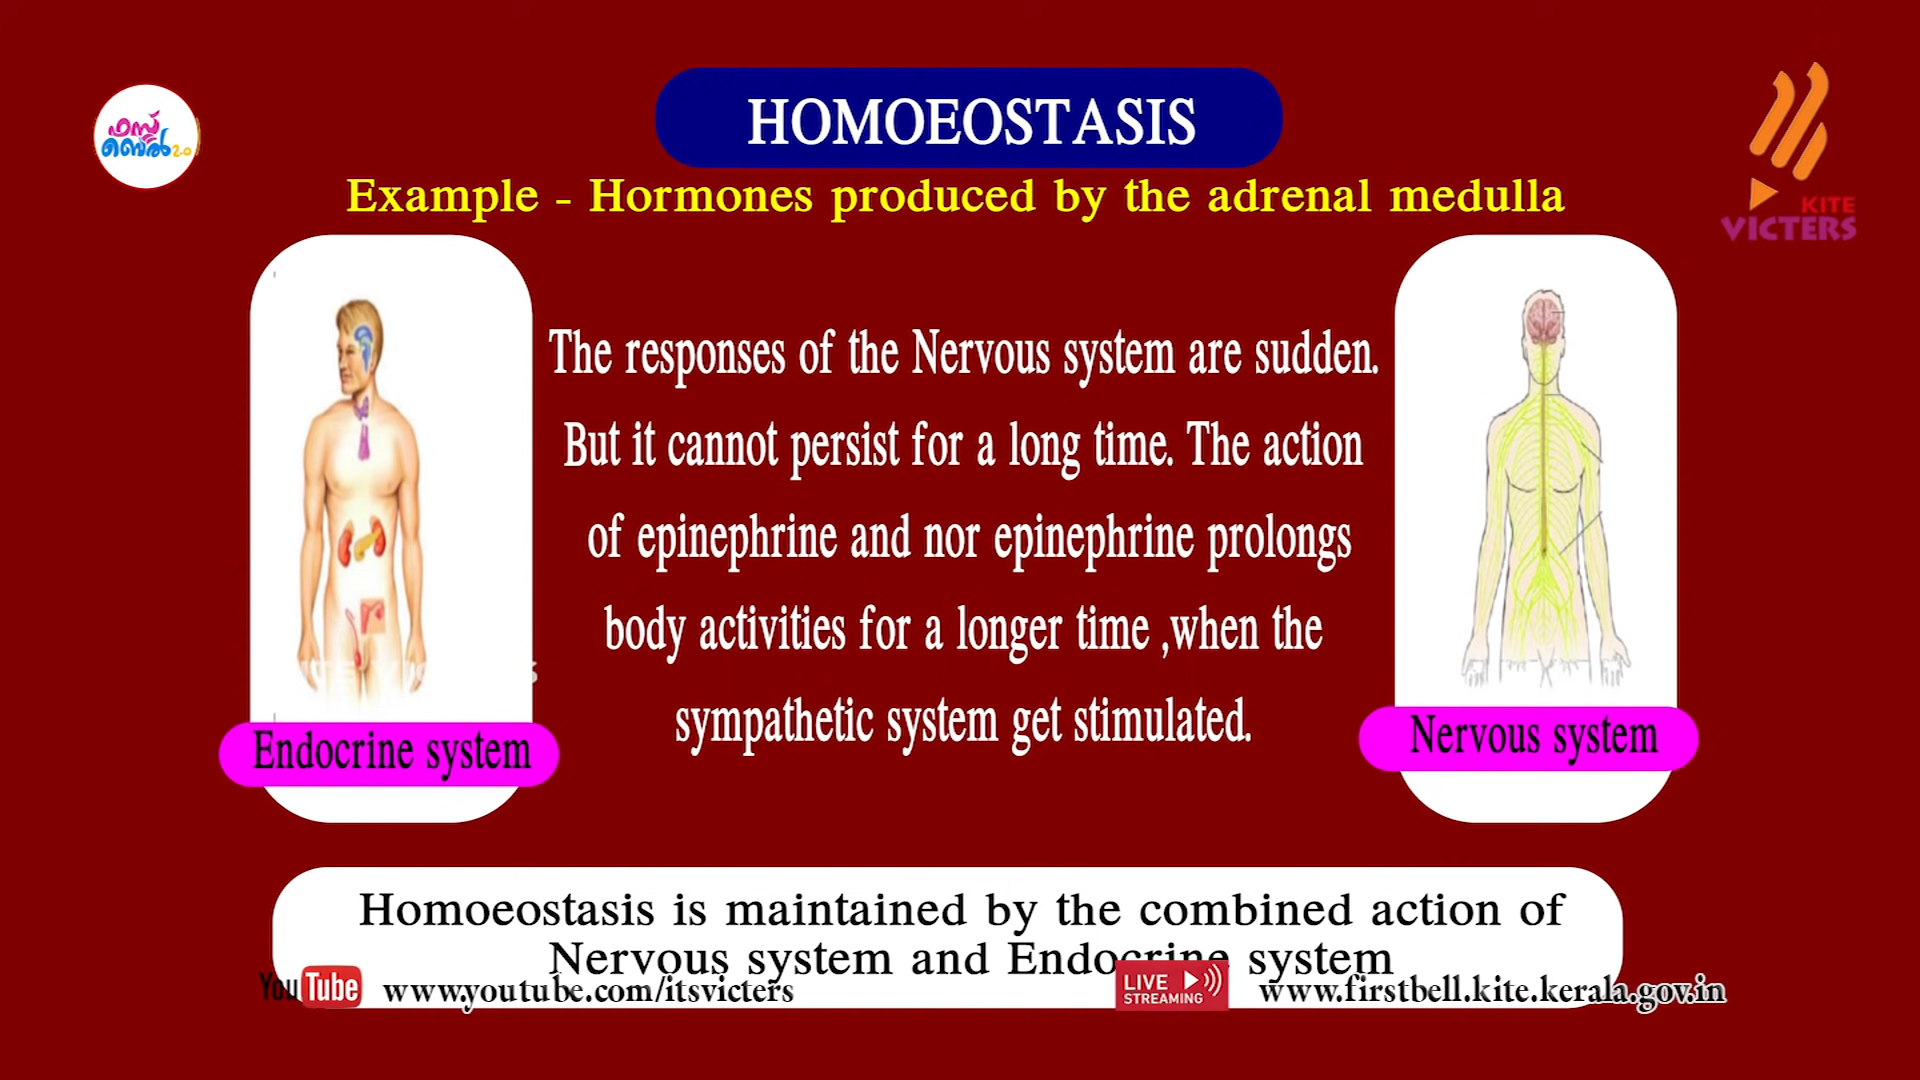 HOMOEOSTASIS
ഫസ്റ്റ്
ബെൽ 2.0
Example - Hormones produced by the adrenal medulla
KITE
VICTERS
The responses of the Nervous system are sudden.
But it cannot persist for a long time. The action
of epinephrine and nor epinephrine prolongs
body activities for a longer time ,when the
sympathetic system get stimulated.
Endocrine system
Nervous system
Homoeostasis is maintained by the combined action of
Nervous system and Endocrine system
YouTube www.youtube.com/itsvicters
LIVE
STREAMING
www.firstbell.kite.kerala.gov.in